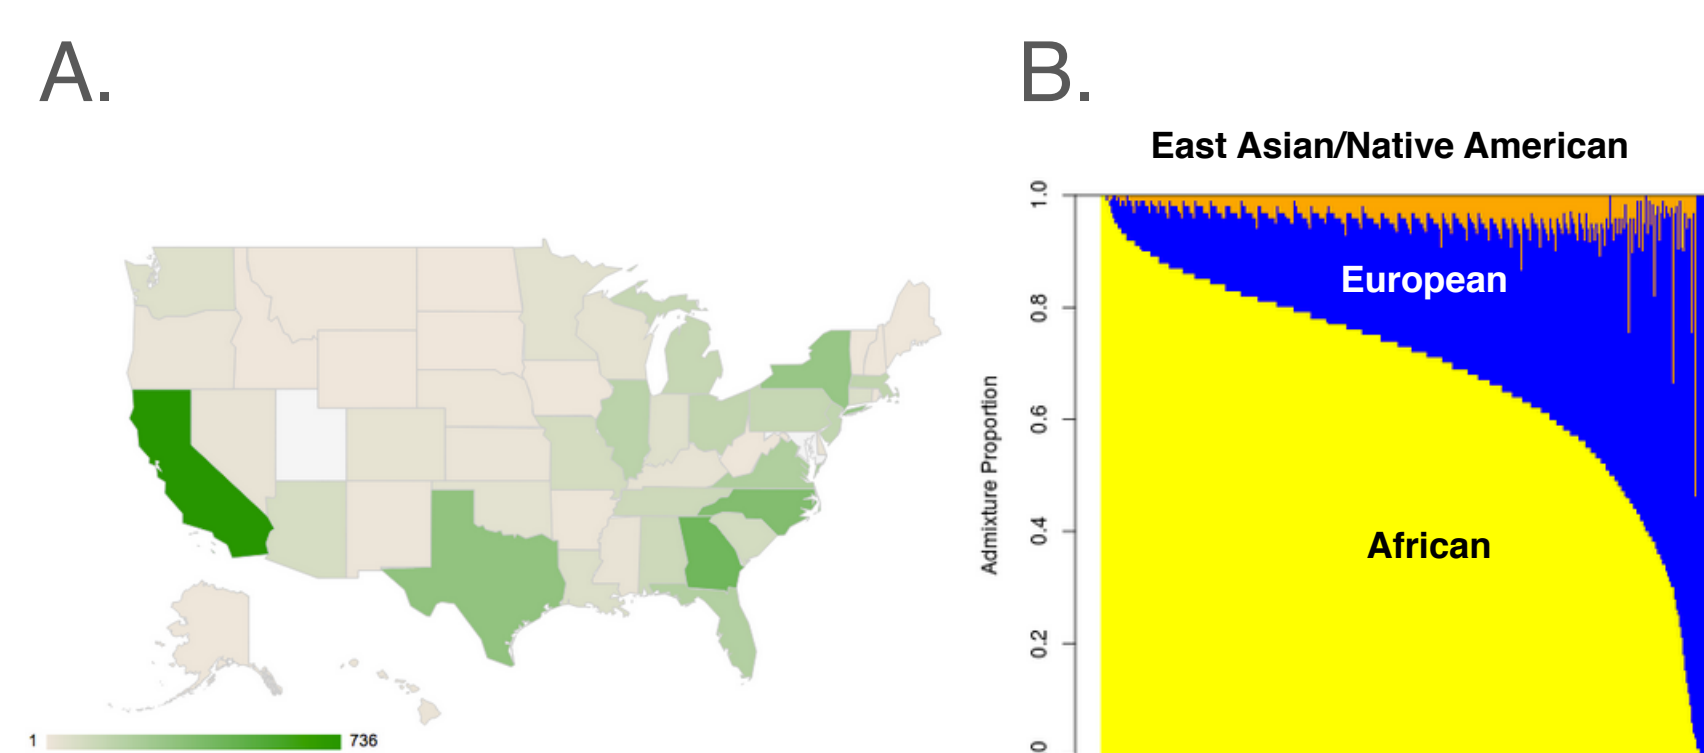 A.
B.
East Asian/Native American
1.0
European
0.8
Admixture Proportion
0.6
African
0.4
0.2
0
1
736